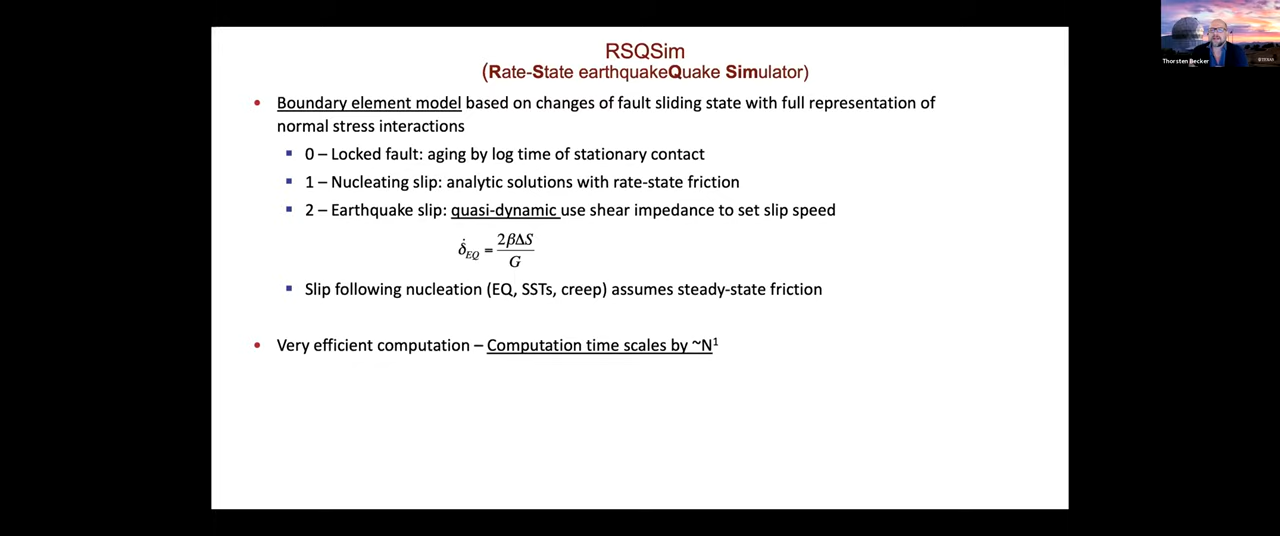 RSQSim
(Rate-State earthquakeQuake Simulator)
• Boundary element model based on changes of fault sliding state with full representation of
normal stress interactions
▪ 0 – Locked fault: aging by log time of stationary contact
▪ 1 – Nucleating slip: analytic solutions with rate-state friction
▪ 2 – Earthquake slip: quasi-dynamic use shear impedance to set slip speed
δ̇_EQ = 2βΔS / G
▪ Slip following nucleation (EQ, SSTs, creep) assumes steady-state friction
• Very efficient computation – Computation time scales by ~N¹
Thorsten Becker